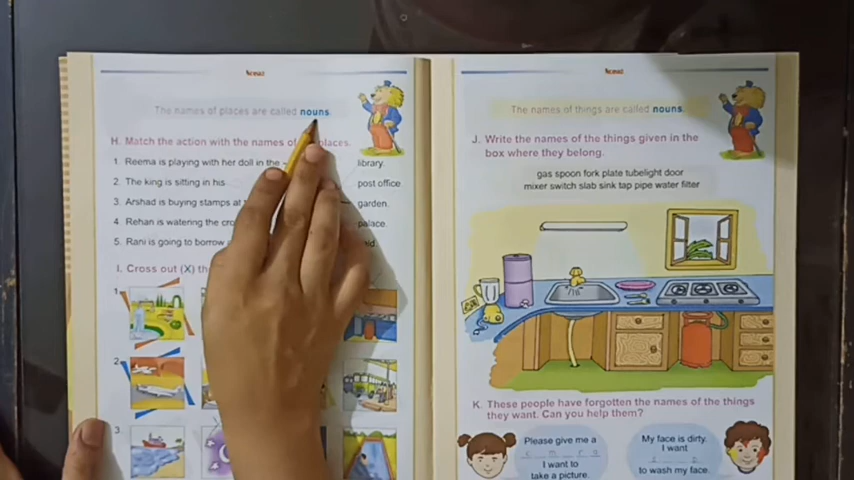 Nouns
The names of places are called nouns.
H. Match the action with the names of places.
1. Reema is playing with her doll in the
library.
2. The king is sitting in his
post office
3. Arshad is buying stamps at
garden.
4. Rehan is watering the
palace.
5. Rani is going to borrow
I. Cross out (X)
1.
2.
3.
Nouns
The names of things are called nouns.
J. Write the names of the things given in the
box where they belong.
gas spoon fork plate tubelight door
mixer switch slab sink tap pipe water filter
K. These people have forgotten the names of the things
they want. Can you help them?
Please give me a
c m r a
I want to
take a picture.
My face is dirty.
I want
s p
to wash my face.